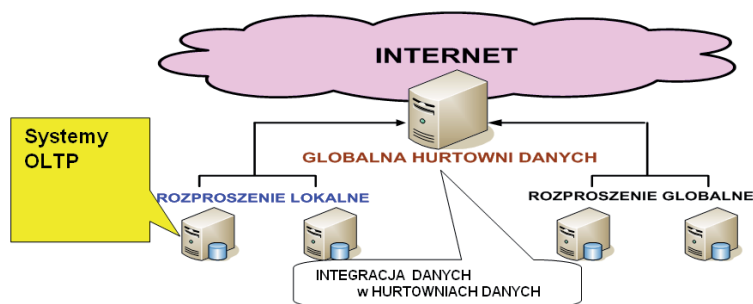 INTERNET
Systemy
OLTP
GLOBALNA HURTOWNI DANYCH
ROZPROSZENIE LOKALNE
ROZPROSZENIE GLOBALNE
INTEGRACJA DANYCH
w HURTOWNIACH DANYCH